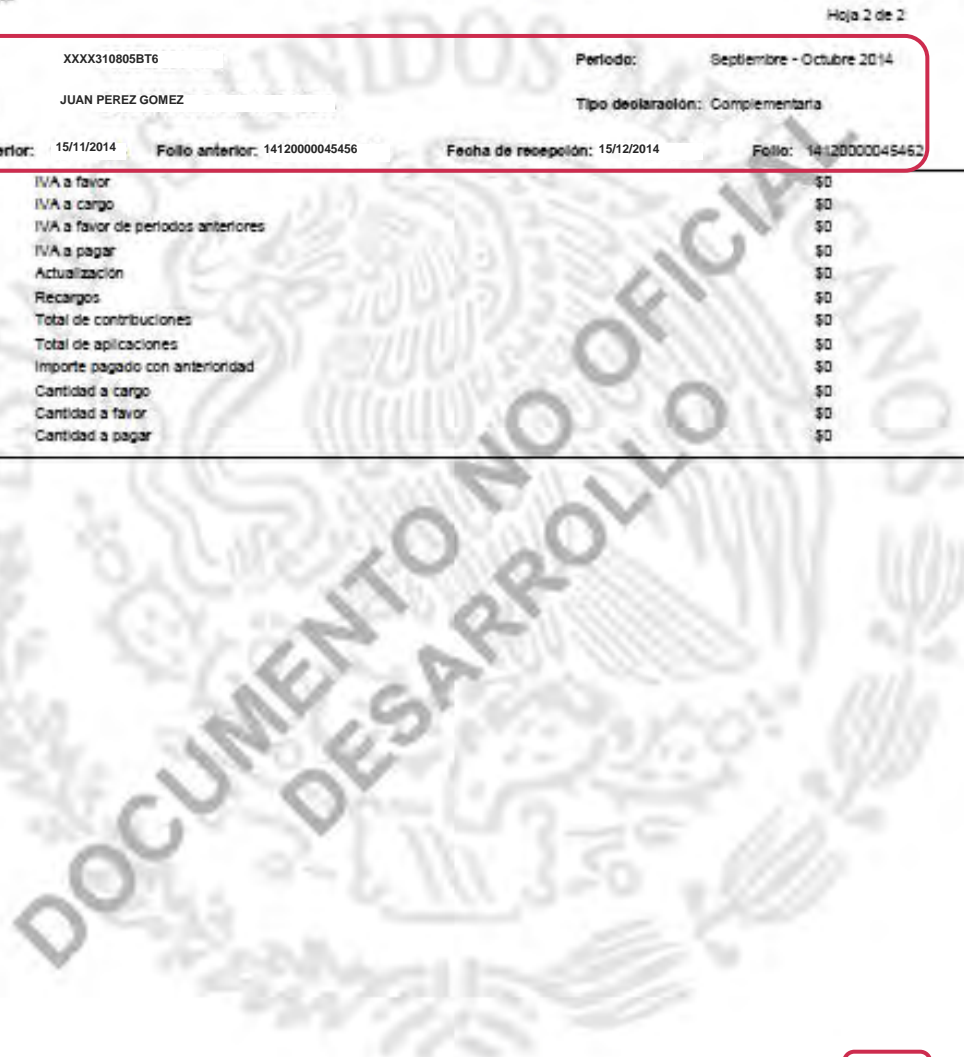 Hoja 2 de 2
XXXX310805BT6 Periodo: Septiembre - Octubre 2014
JUAN PEREZ GOMEZ Tipo declaración: Complementaria
erior: 15/11/2014 Folio anterior: 14120000045456 Fecha de recepción: 15/12/2014 Folio: 14120000045462
IVA a favor $0
IVA a cargo $0
IVA a favor de periodos anteriores $0
IVA a pagar $0
Actualización $0
Recargos $0
Total de contribuciones $0
Total de aplicaciones $0
Importe pagado con anterioridad $0
Cantidad a cargo $0
Cantidad a favor $0
Cantidad a pagar $0
DOCUMENTO NO OFICIAL
DESARROLLO